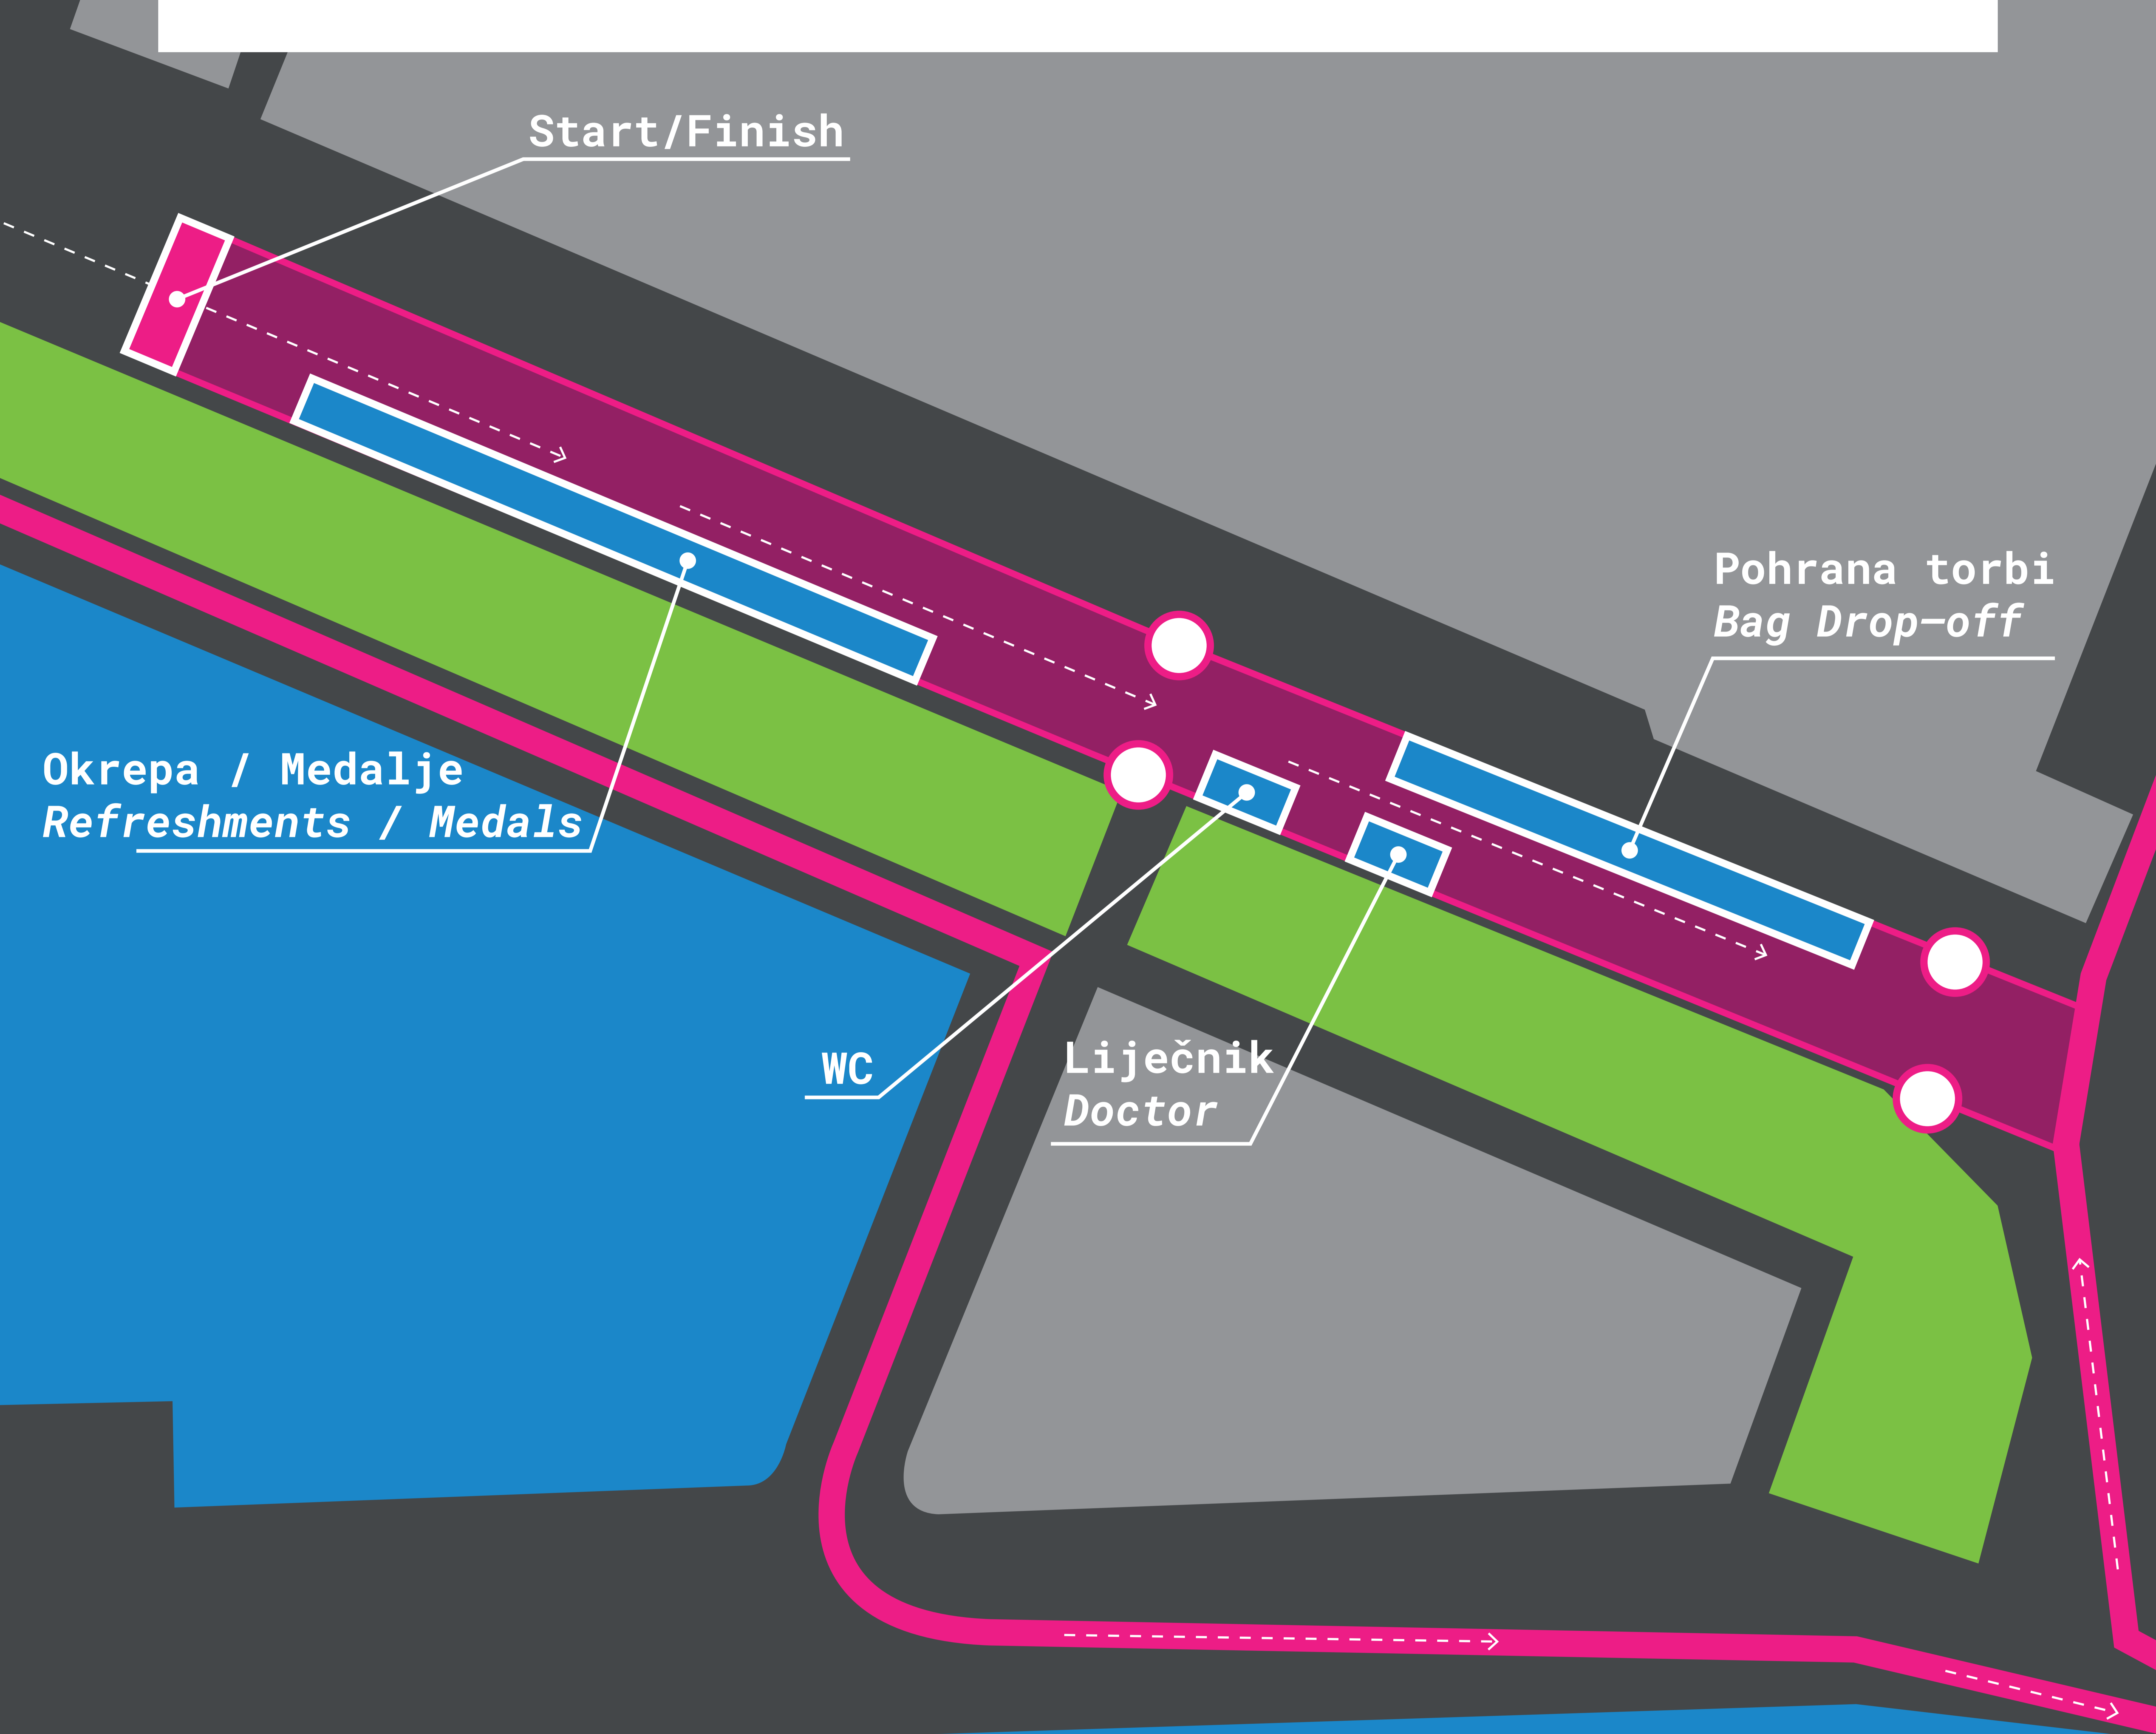 Start/Finish
Pohrana torbi
Bag Drop–off
Okrepa / Medalje
Refreshments / Medals
WC
Liječnik
Doctor